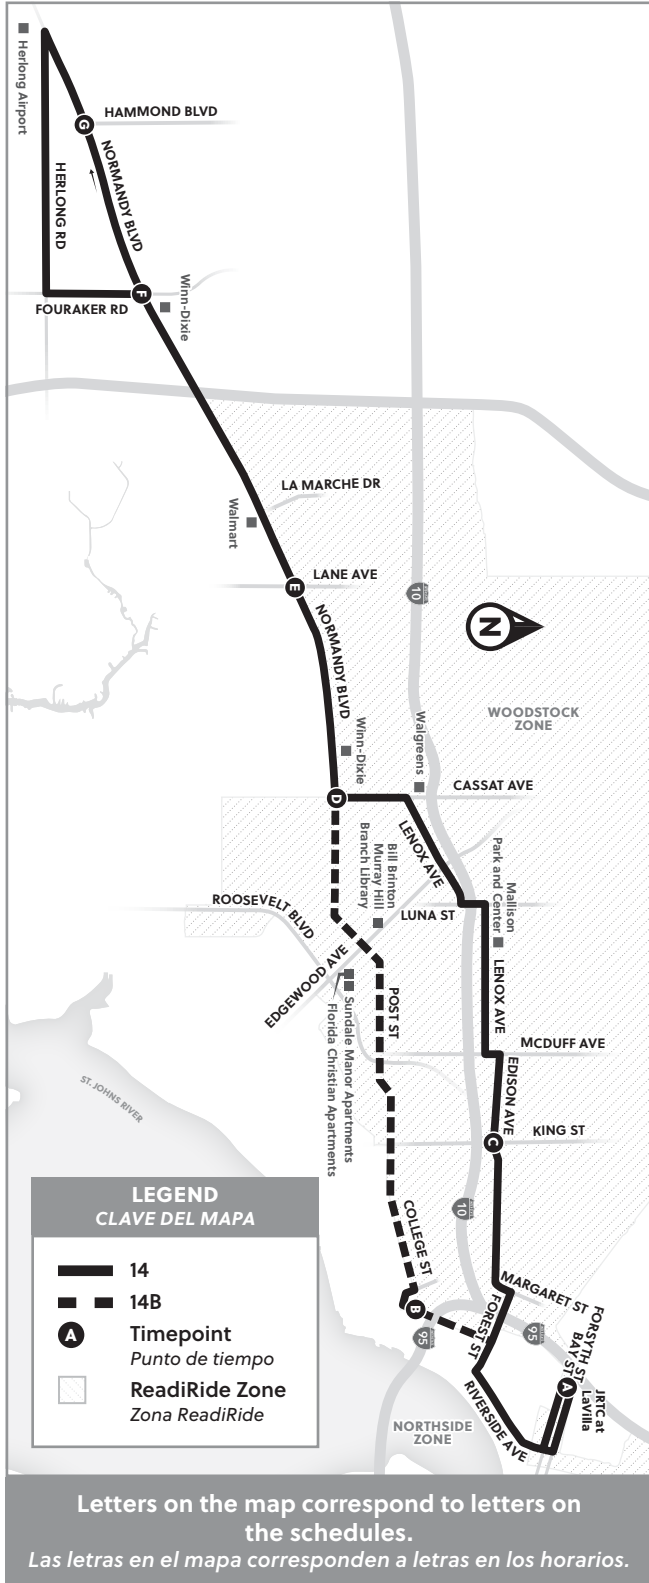 Herlong Airport
HAMMOND BLVD
G
NORMANDY BLVD
HERLONG RD
F
Winn-Dixie
FOURAKER RD
LA MARCHE DR
Walmart
LANE AVE
E
10
NORMANDY BLVD
N
WOODSTOCK
ZONE
Walgreens
Winn-Dixie
CASSAT AVE
D
LENOX AVE
Bill Brinton
Murray Hill
Branch Library
Mallison
Park and Center
LUNA ST
ROOSEVELT BLVD
EDGEWOOD AVE
LENOX AVE
POST ST
Sundale Manor Apartments
Florida Christian Apartments
MCDUFF AVE
EDISON AVE
ST. JOHNS RIVER
KING ST
C
10
COLLEGE ST
MARGARET ST
B
FOREST ST
95
95
FORSYTH ST
BAY ST
A
JRTC at
LaVilla
RIVERSIDE AVE
NORTHSIDE
ZONE
LEGEND
CLAVE DEL MAPA
14
14B
A
Timepoint
Punto de tiempo
ReadiRide Zone
Zona ReadiRide
Letters on the map correspond to letters on
the schedules.
Las letras en el mapa corresponden a letras en los horarios.